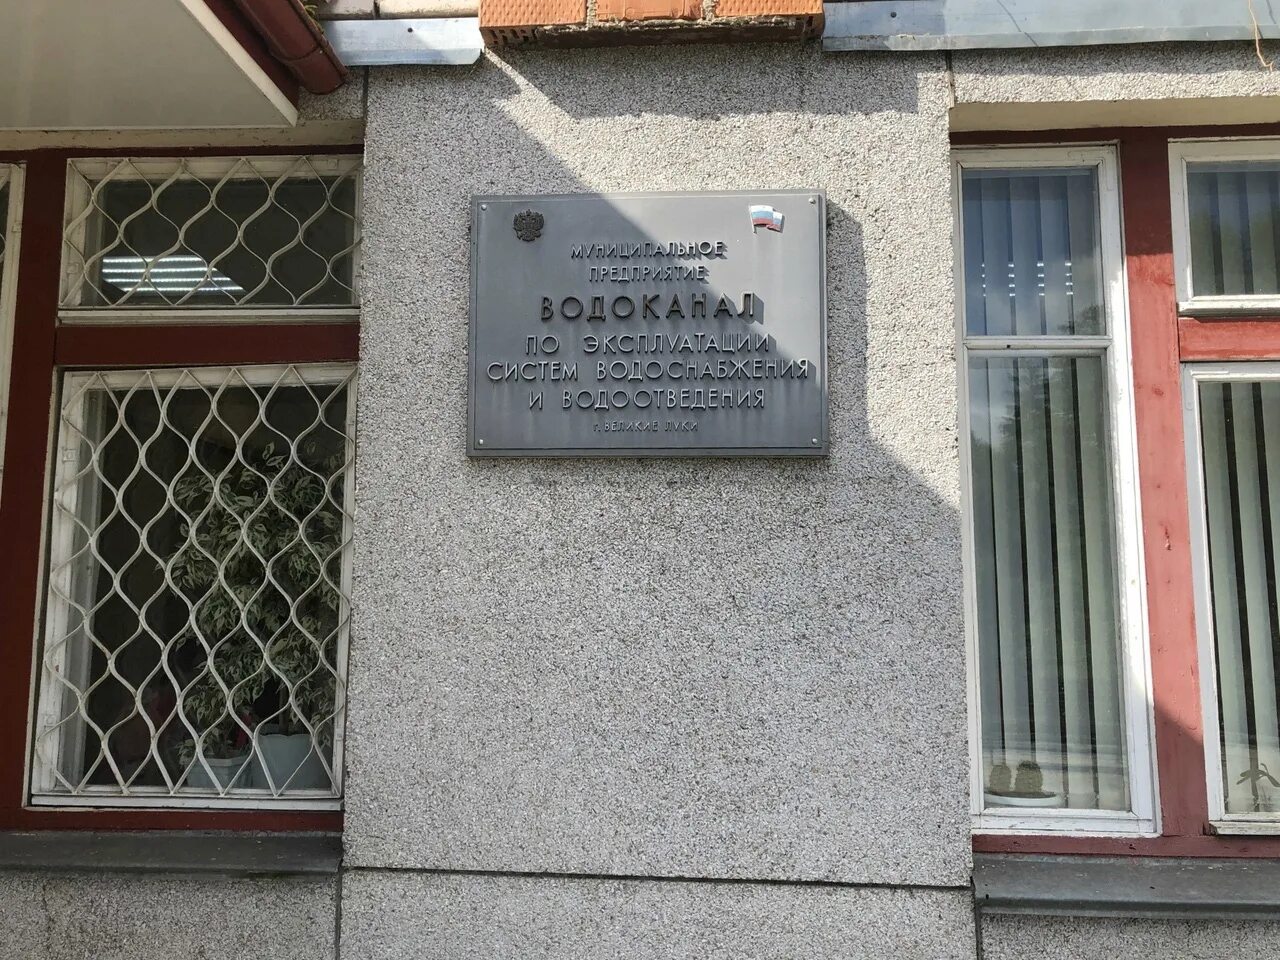 МУНИЦИПАЛЬНОЕ
ПРЕДПРИЯТИЕ
ВОДОКАНАЛ
ПО ЭКСПЛУАТАЦИИ
СИСТЕМ ВОДОСНАБЖЕНИЯ
И ВОДООТВЕДЕНИЯ
г. ВЕЛИКИЕ ЛУКИ